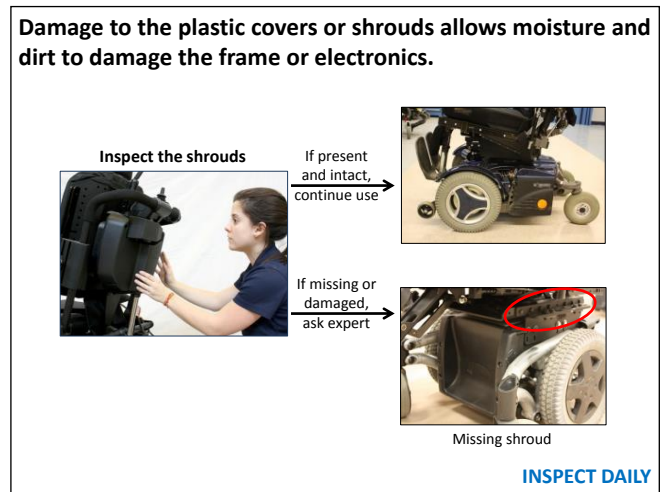 Damage to the plastic covers or shrouds allows moisture and
dirt to damage the frame or electronics.
Inspect the shrouds
If present
and intact,
continue use
If missing or
damaged,
ask expert
Missing shroud
INSPECT DAILY